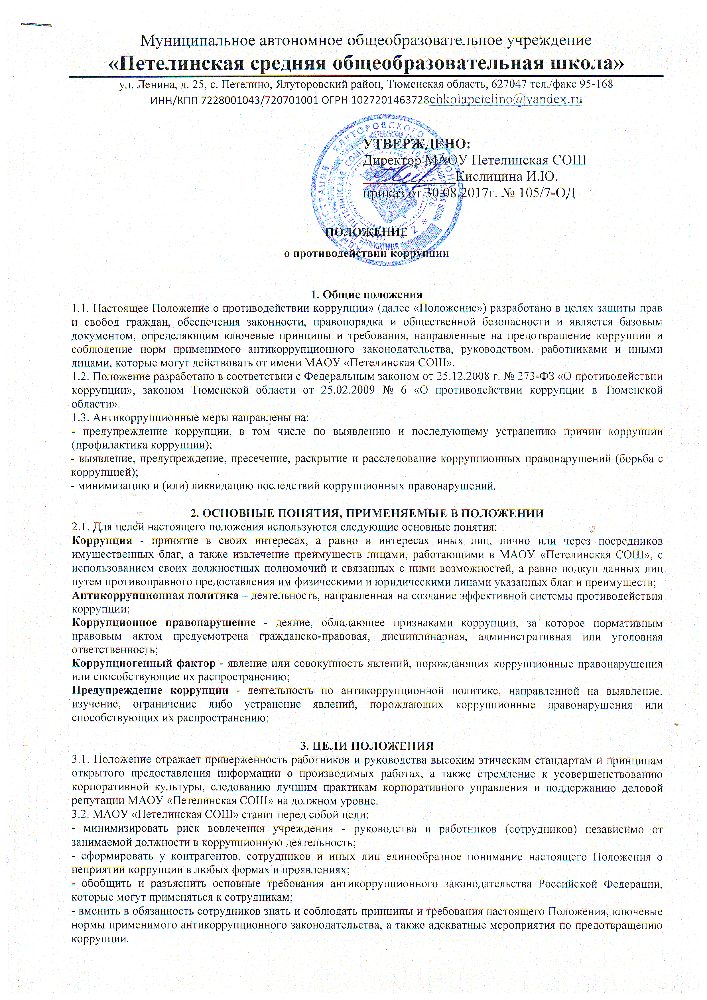 Муниципальное автономное общеобразовательное учреждение
«Петелинская средняя общеобразовательная школа»
ул. Ленина, д. 25, с. Петелино, Ялуторовский район, Тюменская область, 627047 тел./факс 95-168
ИНН/КПП 7228001043/720701001 ОГРН 1027201463728chkolapetelino@yandex.ru
УТВЕРЖДЕНО:
Директор МАОУ Петелинская СОШ
Кислицина И.Ю.
приказ от 30.08.2017г. № 105/7-ОД
ПОЛОЖЕНИЕ
о противодействии коррупции
1. Общие положения
1.1. Настоящее Положение о противодействии коррупции» (далее «Положение») разработано в целях защиты прав
и свобод граждан, обеспечения законности, правопорядка и общественной безопасности и является базовым
документом, определяющим ключевые принципы и требования, направленные на предотвращение коррупции и
соблюдение норм применимого антикоррупционного законодательства, руководством, работниками и иными
лицами, которые могут действовать от имени МАОУ «Петелинская СОШ».
1.2. Положение разработано в соответствии с Федеральным законом от 25.12.2008 г. № 273-ФЗ «О противодействии
коррупции», законом Тюменской области от 25.02.2009 № 6 «О противодействии коррупции в Тюменской
области».
1.3. Антикоррупционные меры направлены на:
- предупреждение коррупции, в том числе по выявлению и последующему устранению причин коррупции
(профилактика коррупции);
- выявление, предупреждение, пресечение, раскрытие и расследование коррупционных правонарушений (борьба с
коррупцией);
- минимизацию и (или) ликвидацию последствий коррупционных правонарушений.
2. ОСНОВНЫЕ ПОНЯТИЯ, ПРИМЕНЯЕМЫЕ В ПОЛОЖЕНИИ
2.1. Для целей настоящего положения используются следующие основные понятия:
Коррупция - принятие в своих интересах, а равно в интересах иных лиц, лично или через посредников
имущественных благ, а также извлечение преимуществ лицами, работающими в МАОУ «Петелинская СОШ», с
использованием своих должностных полномочий и связанных с ними возможностей, а равно подкуп данных лиц
путем противоправного предоставления им физическими и юридическими лицами указанных благ и преимуществ;
Антикоррупционная политика – деятельность, направленная на создание эффективной системы противодействия
коррупции;
Коррупционное правонарушение - деяние, обладающее признаками коррупции, за которое нормативным
правовым актом предусмотрена гражданско-правовая, дисциплинарная, административная или уголовная
ответственность;
Коррупциогенный фактор - явление или совокупность явлений, порождающих коррупционные правонарушения
или способствующие их распространению;
Предупреждение коррупции - деятельность по антикоррупционной политике, направленной на выявление,
изучение, ограничение либо устранение явлений, порождающих коррупционные правонарушения или
способствующих их распространению;
3. ЦЕЛИ ПОЛОЖЕНИЯ
3.1. Положение отражает приверженность работников и руководства высоким этическим стандартам и принципам
открытого предоставления информации о производимых работах, а также стремление к усовершенствованию
корпоративной культуры, следованию лучшим практикам корпоративного управления и поддержанию деловой
репутации МАОУ «Петелинская СОШ» на должном уровне.
3.2. МАОУ «Петелинская СОШ» ставит перед собой цели:
- минимизировать риск вовлечения учреждения - руководства и работников (сотрудников) независимо от
занимаемой должности в коррупционную деятельность;
- сформировать у контрагентов, сотрудников и иных лиц единообразное понимание настоящего Положения о
неприятии коррупции в любых формах и проявлениях;
- обобщить и разъяснить основные требования антикоррупционного законодательства Российской Федерации,
которые могут применяться к сотрудникам;
- вменить в обязанность сотрудников знать и соблюдать принципы и требования настоящего Положения, ключевые
нормы применимого антикоррупционного законодательства, а также адекватные мероприятия по предотвращению
коррупции.